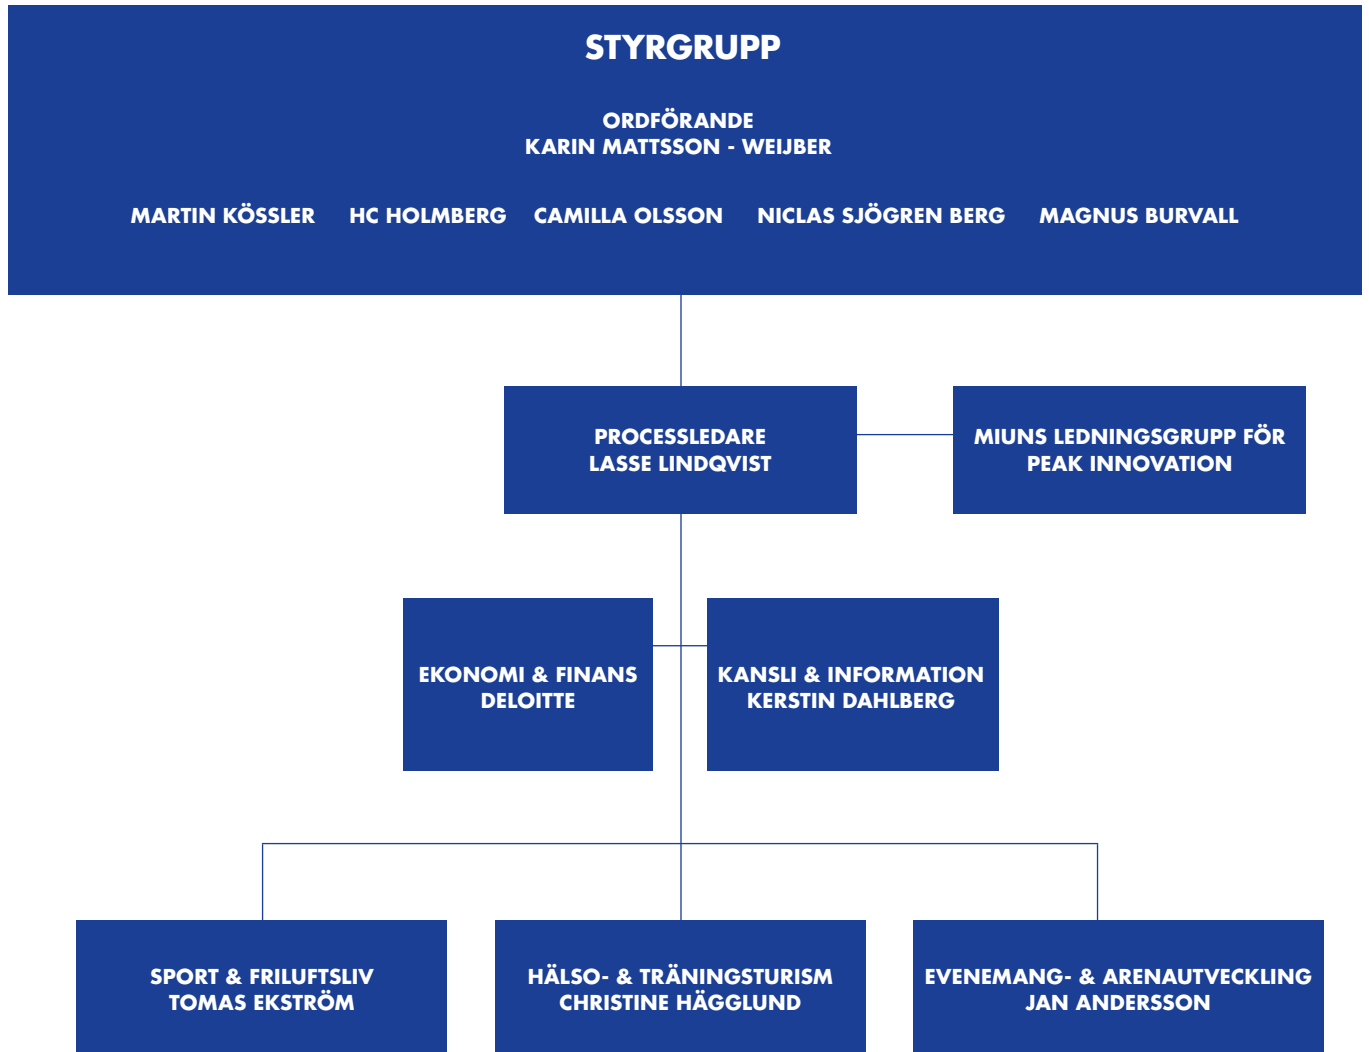 STYRGRUPP
ORDFÖRANDE
KARIN MATTSSON - WEIJBER
MARTIN KÖSSLER HC HOLMBERG CAMILLA OLSSON NICLAS SJÖGREN BERG MAGNUS BURVALL
PROCESSLEDARE
LASSE LINDQVIST
MIUNS LEDNINGSGRUPP FÖR
PEAK INNOVATION
EKONOMI & FINANS
DELOITTE
KANSLI & INFORMATION
KERSTIN DAHLBERG
SPORT & FRILUFTSLIV
TOMAS EKSTRÖM
HÄLSO- & TRÄNINGSTURISM
CHRISTINE HÄGGLUND
EVENEMANG- & ARENAUTVECKLING
JAN ANDERSSON